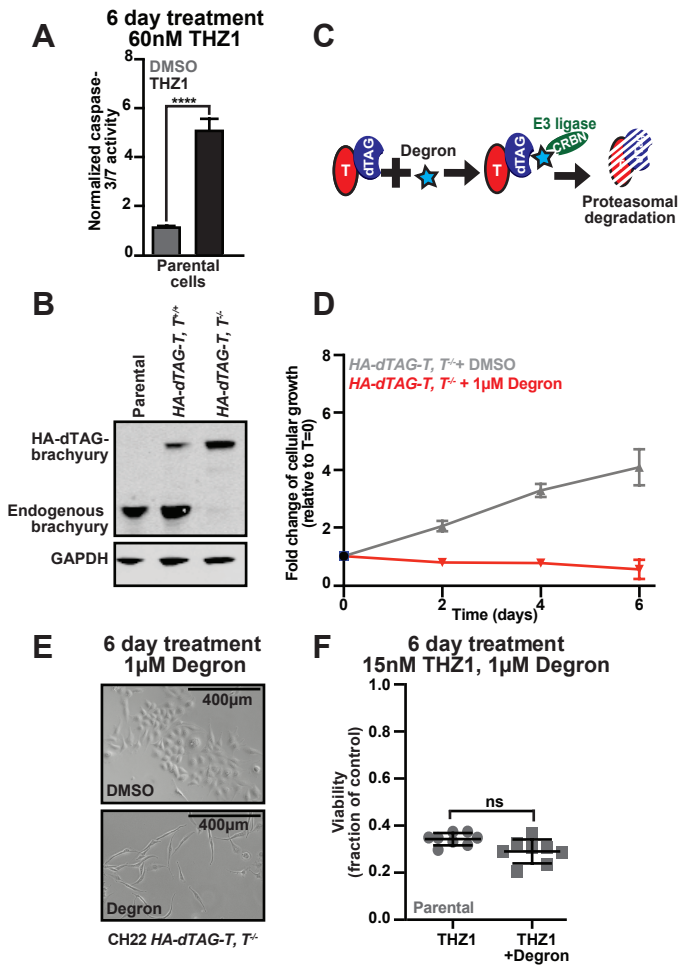 A
6 day treatment
60nM THZ1
Normalized caspase-
3/7 activity
8
6
4
2
0
DMSO
THZ1
****
Parental
cells
C
T
dTAG
Degron
T
dTAG
E3 ligase
CRBN
Proteasomal
degradation
B
Parental
HA-dTAG-T, T+/+
HA-dTAG-T, T-/-
HA-dTAG-
brachyury
Endogenous
brachyury
GAPDH
D
HA-dTAG-T, T-/- + DMSO
HA-dTAG-T, T-/- + 1µM Degron
Fold change of cellular growth
(relative to T=0)
8
6
4
2
0
0
2
4
6
Time (days)
E
6 day treatment
1µM Degron
400µm
DMSO
400µm
Degron
CH22 HA-dTAG-T, T-/-
F
6 day treatment
15nM THZ1, 1µM Degron
Viability
(fraction of control)
1.0
0.8
0.6
0.4
0.2
0.0
ns
Parental
THZ1
THZ1
+Degron